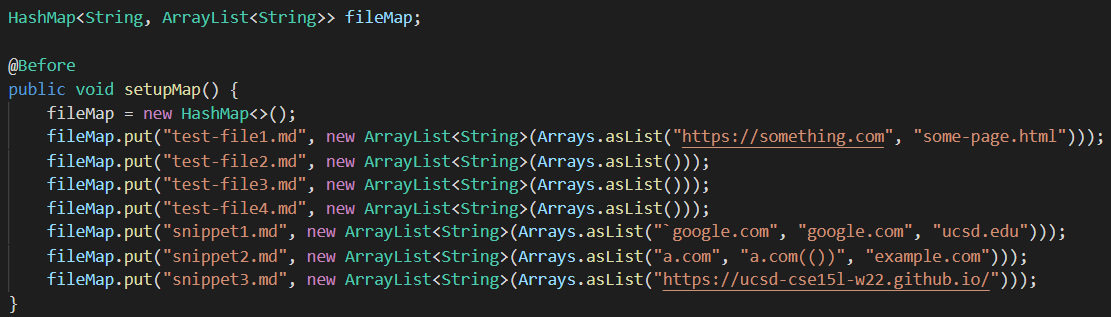 HashMap<String, ArrayList<String>> fileMap;
@Before
public void setupMap() {
    fileMap = new HashMap<>();
    fileMap.put("test-file1.md", new ArrayList<String>(Arrays.asList("https://something.com", "some-page.html")));
    fileMap.put("test-file2.md", new ArrayList<String>(Arrays.asList()));
    fileMap.put("test-file3.md", new ArrayList<String>(Arrays.asList()));
    fileMap.put("test-file4.md", new ArrayList<String>(Arrays.asList()));
    fileMap.put("snippet1.md", new ArrayList<String>(Arrays.asList("`google.com", "google.com", "ucsd.edu")));
    fileMap.put("snippet2.md", new ArrayList<String>(Arrays.asList("a.com", "a.com(())", "example.com")));
    fileMap.put("snippet3.md", new ArrayList<String>(Arrays.asList("https://ucsd-cse15l-w22.github.io/")));
}